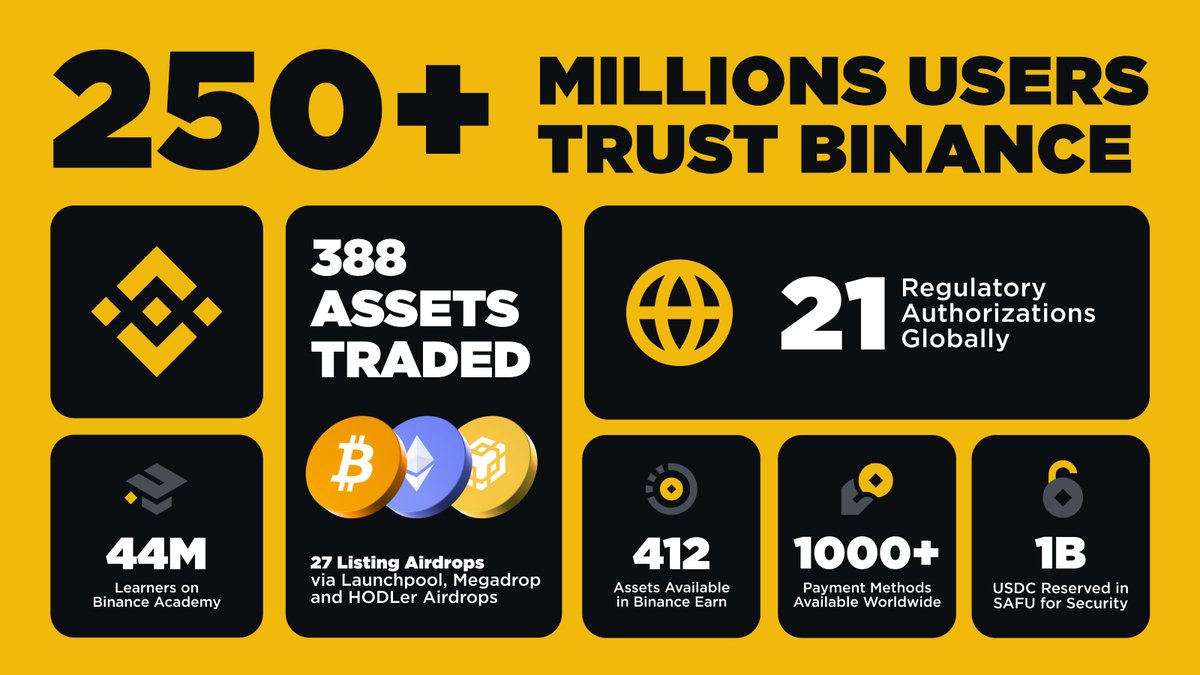 250+
MILLIONS USERS
TRUST BINANCE
388
ASSETS
TRADED
27 Listing Airdrops
via Launchpool, Megadrop
and HODLer Airdrops
21
Regulatory
Authorizations
Globally
44M
Learners on
Binance Academy
412
Assets Available
in Binance Earn
1000+
Payment Methods
Available Worldwide
1B
USDC Reserved in
SAFU for Security